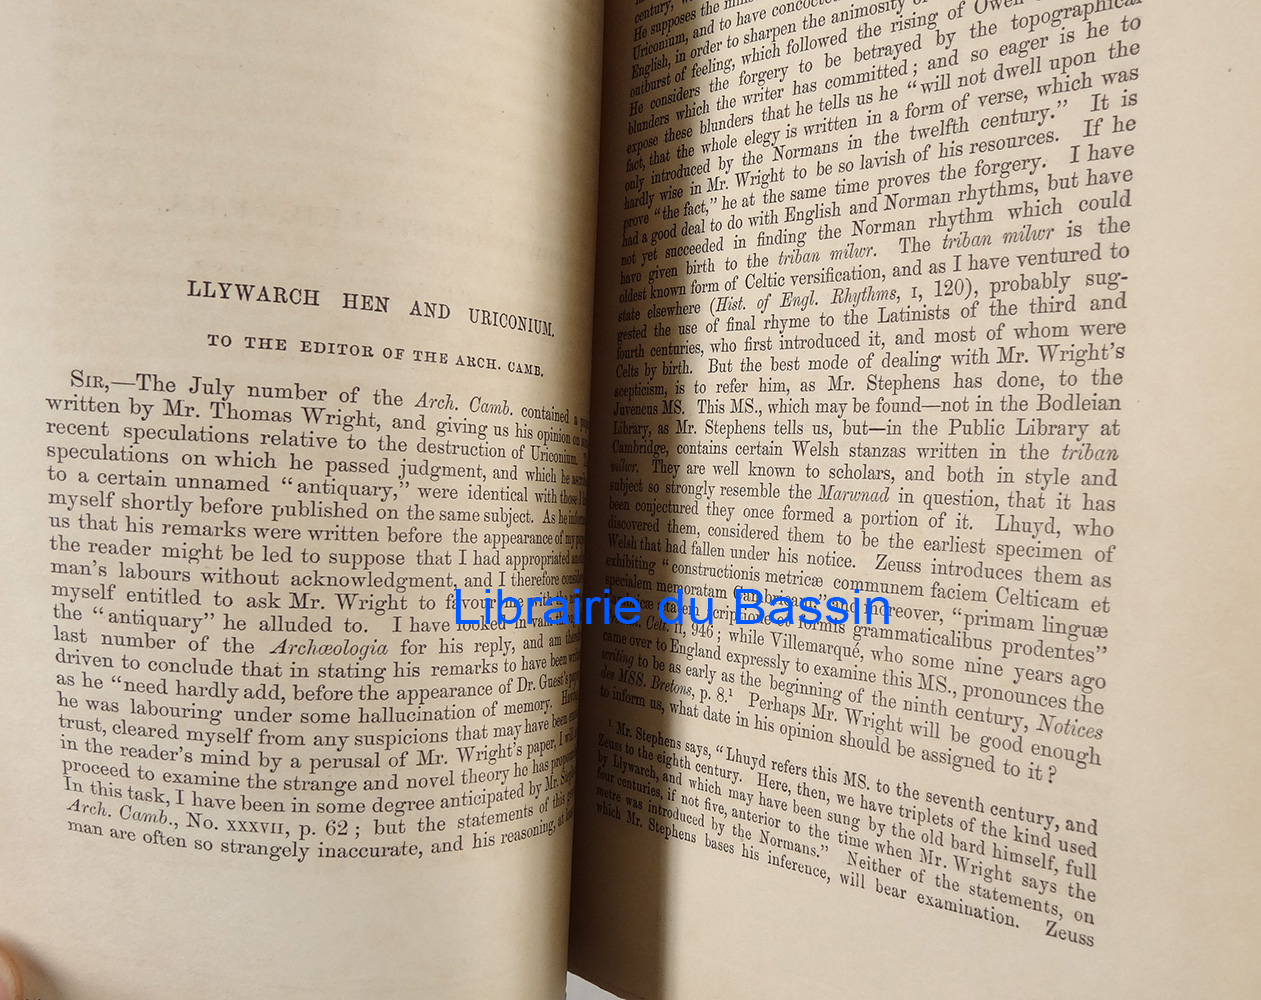 LLYWARCH HEN AND URICONIUM.
TO THE EDITOR OF THE ARCH. CAMB.
SIR,—The July number of the Arch. Camb. contained a
written by Mr. Thomas Wright, and giving us his opinion on
recent speculations relative to the destruction of Uriconium.
speculations on which he passed judgment, and which he
to a certain unnamed "antiquary," were identical with those I
myself shortly before published on the same subject. As he
us that his remarks were written before the appearance of my
the reader might be led to suppose that I had appropriated
man's labours without acknowledgment, and I therefore
myself entitled to ask Mr. Wright to favour me with the
the "antiquary" he alluded to. I have looked in vain
last number of the Archæologia for his reply, and am
driven to conclude that in stating his remarks to have been
as he "need hardly add, before the appearance of Dr. Guest's
he was labouring under some hallucination of memory.
trust, cleared myself from any suspicions that may have been
in the reader's mind by a perusal of Mr. Wright's paper, I will
proceed to examine the strange and novel theory he has
In this task, I have been in some degree anticipated by Mr.
Arch. Camb., No. XXXVII, p. 62; but the statements of this
man are often so strangely inaccurate, and his reasoning, at
century,
He supposes the
Uriconium, and to have concocted
English, in order to sharpen the animosity of
outburst of feeling, which followed the rising of Owen
He considers the forgery to be betrayed by the topographical
blunders which the writer has committed; and so eager is he to
expose these blunders that he tells us he "will not dwell upon the
fact, that the whole elegy is written in a form of verse, which was
only introduced by the Normans in the twelfth century." It is
hardly wise in Mr. Wright to be so lavish of his resources. If he
prove "the fact," he at the same time proves the forgery. I have
had a good deal to do with English and Norman rhythms, but have
not yet succeeded in finding the Norman rhythm which could
have given birth to the triban milwr. The triban milwr is the
oldest known form of Celtic versification, and as I have ventured to
state elsewhere (Hist. of Engl. Rhythms, I, 120), probably sug-
gested the use of final rhyme to the Latinists of the third and
fourth centuries, who first introduced it, and most of whom were
Celts by birth. But the best mode of dealing with Mr. Wright's
scepticism, is to refer him, as Mr. Stephens has done, to the
Juvencus MS. This MS., which may be found—not in the Bodleian
Library, as Mr. Stephens tells us, but—in the Public Library at
Cambridge, contains certain Welsh stanzas written in the triban
milwr. They are well known to scholars, and both in style and
subject so strongly resemble the Marwnad in question, that it has
been conjectured they once formed a portion of it. Lhuyd, who
discovered them, considered them to be the earliest specimen of
Welsh that had fallen under his notice. Zeuss introduces them as
exhibiting "constructionis metricæ communem faciem Celticam et
specialem memoratam Cambricam," and moreover, "primam linguæ
ætatem scriptione et formis grammaticalibus prodentes"
Celt. II, 946; while Villemarqué, who some nine years ago
came over to England expressly to examine this MS., pronounces the
writing to be as early as the beginning of the ninth century, Notices
des MSS. Bretons, p. 8.¹ Perhaps Mr. Wright will be good enough
to inform us, what date in his opinion should be assigned to it?
¹ Mr. Stephens says, "Lhuyd refers this MS. to the seventh century, and
Zeuss to the eighth century. Here, then, we have triplets of the kind used
by Llywarch, and which may have been sung by the old bard himself, full
four centuries, if not five, anterior to the time when Mr. Wright says the
metre was introduced by the Normans." Neither of the statements, on
which Mr. Stephens bases his inference, will bear examination. Zeuss
Librairie du Bassin